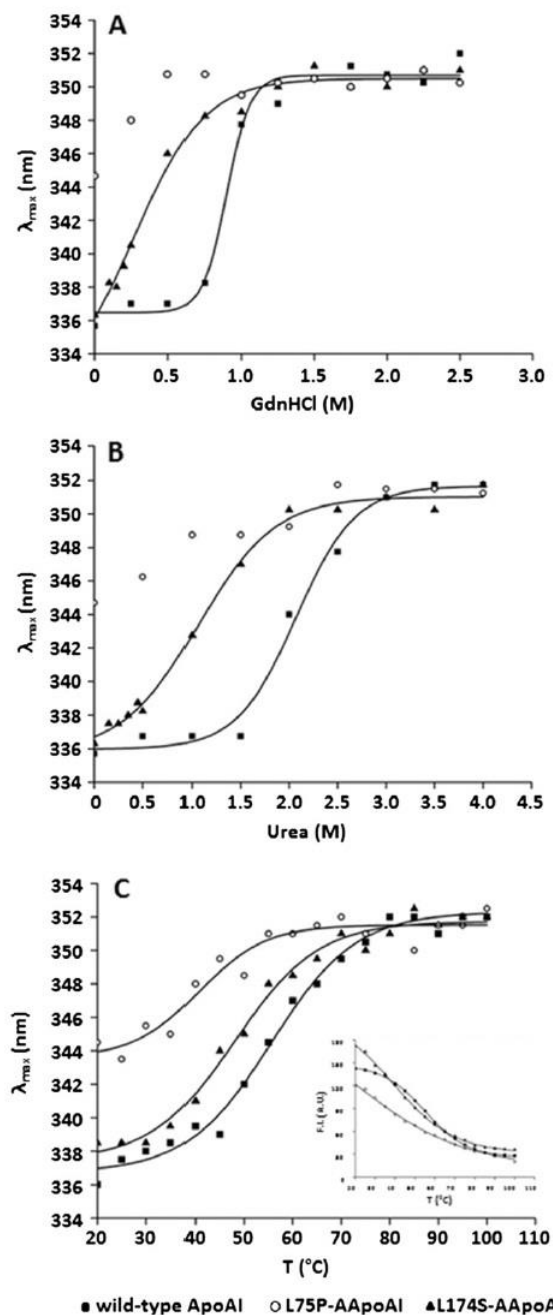 A
354
352
350
348
346
344
342
340
338
336
334
λmax (nm)
0 0.5 1.0 1.5 2.0 2.5 3.0
GdnHCl (M)
B
354
352
350
348
346
344
342
340
338
336
334
λmax (nm)
0 0.5 1.0 1.5 2.0 2.5 3.0 3.5 4.0 4.5
Urea (M)
C
354
352
350
348
346
344
342
340
338
336
334
λmax (nm)
F.I. (A.U)
T (°C)
20 30 40 50 60 70 80 90 100 110
T (°C)
■ wild-type ApoAI ○ L75P-AApoAI ▲L174S-AApoA